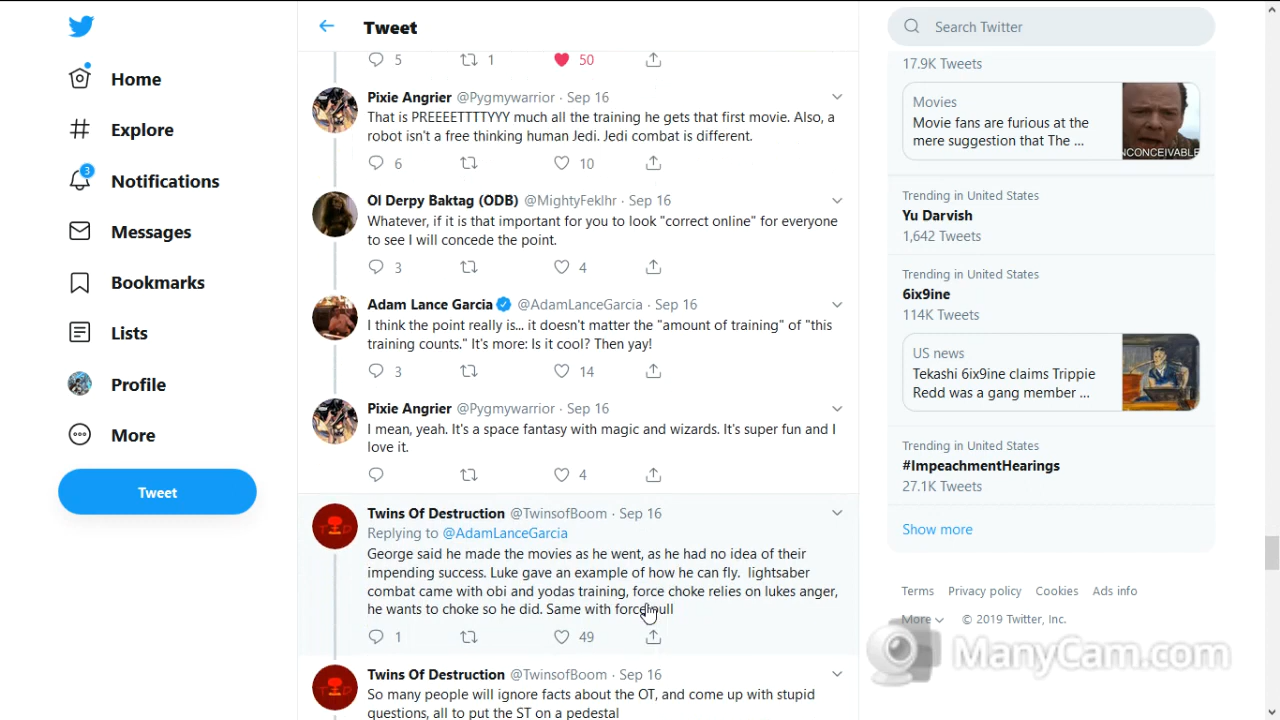 Home
Explore
3
Notifications
Messages
Bookmarks
Lists
Profile
More
Tweet
Tweet
5 1 50
Pixie Angrier @Pygmywarrior · Sep 16
That is PREEEETTTTYYY much all the training he gets that first movie. Also, a
robot isn't a free thinking human Jedi. Jedi combat is different.
6 10
Ol Derpy Baktag (ODB) @MightyFeklhr · Sep 16
Whatever, if it is that important for you to look "correct online" for everyone
to see I will concede the point.
3 4
Adam Lance Garcia @AdamLanceGarcia · Sep 16
I think the point really is... it doesn't matter the "amount of training" of "this
training counts." It's more: Is it cool? Then yay!
3 14
Pixie Angrier @Pygmywarrior · Sep 16
I mean, yeah. It's a space fantasy with magic and wizards. It's super fun and I
love it.
4
Twins Of Destruction @TwinsofBoom · Sep 16
Replying to @AdamLanceGarcia
George said he made the movies as he went, as he had no idea of their
impending success. Luke gave an example of how he can fly. lightsaber
combat came with obi and yodas training, force choke relies on lukes anger,
he wants to choke so he did. Same with force pull
1 49
Twins Of Destruction @TwinsofBoom · Sep 16
So many people will ignore facts about the OT, and come up with stupid
questions, all to put the ST on a pedestal
Search Twitter
17.9K Tweets
Movies
Movie fans are furious at the
mere suggestion that The ...
NCONCEIVABLE
Trending in United States
Yu Darvish
1,642 Tweets
Trending in United States
6ix9ine
114K Tweets
US news
Tekashi 6ix9ine claims Trippie
Redd was a gang member ...
Trending in United States
#ImpeachmentHearings
27.1K Tweets
Show more
Terms Privacy policy Cookies Ads info
More © 2019 Twitter, Inc.
ManyCam.com